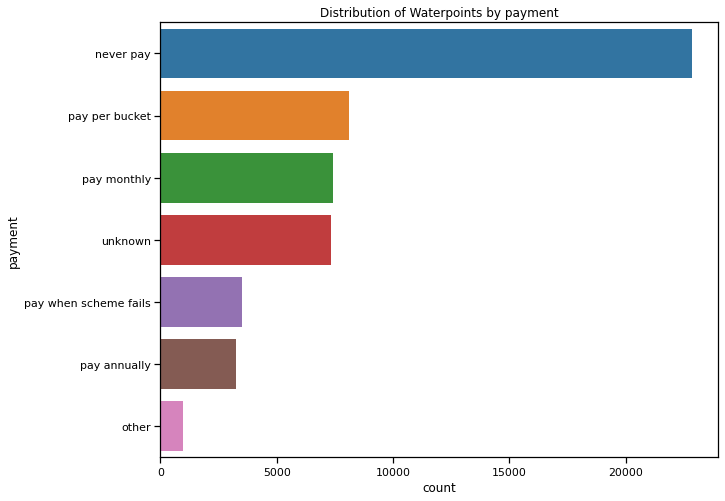 Distribution of Waterpoints by payment
payment
never pay
pay per bucket
pay monthly
unknown
pay when scheme fails
pay annually
other
0 5000 10000 15000 20000
count